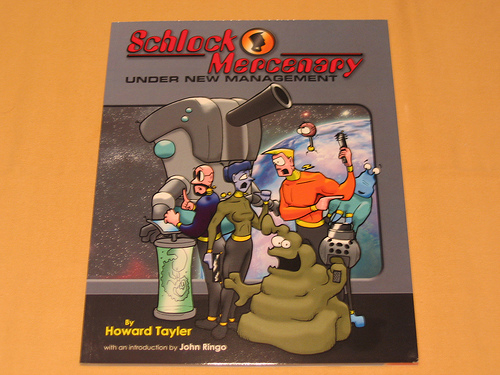 Schlock
Mercenary
UNDER NEW MANAGEMENT
By
Howard Tayler
with an introduction by John Ringo